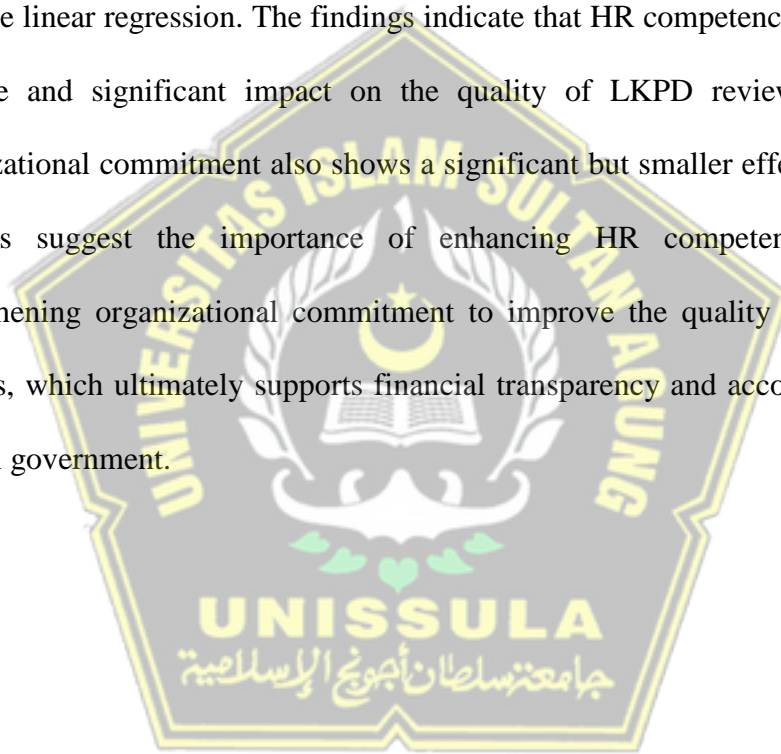 e linear regression. The findings indicate that HR competenc
e and significant impact on the quality of LKPD review
zational commitment also shows a significant but smaller effe
s suggest the importance of enhancing HR competen
hening organizational commitment to improve the quality
s, which ultimately supports financial transparency and acco
l government.
UNIVERSITAS ISLAM SULTAN AGUNG
UNISSULA
جامعة سلطان أجونج الإسلامية